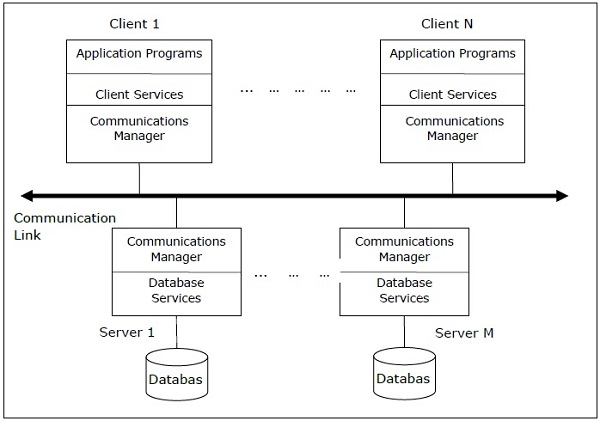 Client 1
Client N
Application Programs
Client Services
Communications
Manager
... ... ... ... ...
Application Programs
Client Services
Communications
Manager
Communication
Link
Communications
Manager
Database
Services
... ... ...
Communications
Manager
Database
Services
Server 1
Server M
Databas
Databas